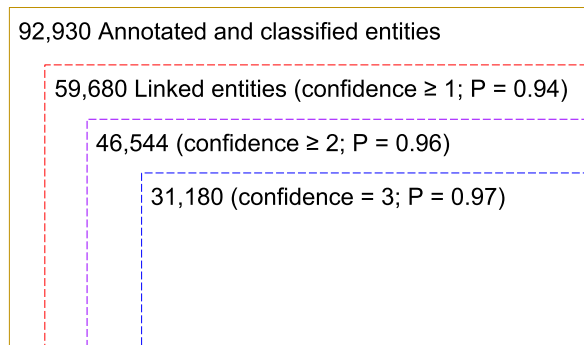 92,930 Annotated and classified entities
59,680 Linked entities (confidence ≥ 1; P = 0.94)
46,544 (confidence ≥ 2; P = 0.96)
31,180 (confidence = 3; P = 0.97)